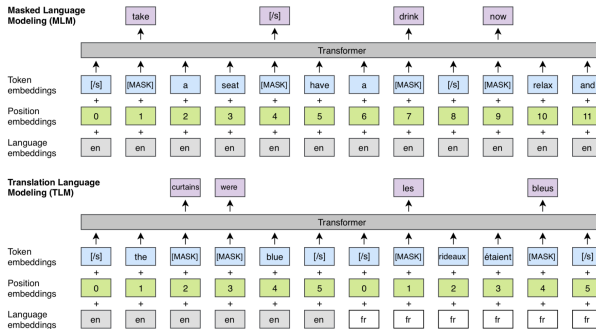 Masked Language
Modeling (MLM)
take [/s] drink now
Transformer
Token
embeddings
[/s] [MASK] a seat [MASK] have a [MASK] [/s] [MASK] relax and
+ + + + + + + + + + + +
Position
embeddings
0 1 2 3 4 5 6 7 8 9 10 11
+ + + + + + + + + + + +
Language
embeddings
en en en en en en en en en en en en
Translation Language
Modeling (TLM)
curtains were les bleus
Transformer
Token
embeddings
[/s] the [MASK] [MASK] blue [/s] [/s] [MASK] rideaux étaient [MASK] [/s]
+ + + + + + + + + + + +
Position
embeddings
0 1 2 3 4 5 0 1 2 3 4 5
+ + + + + + + + + + + +
Language
embeddings
en en en en en en fr fr fr fr fr fr